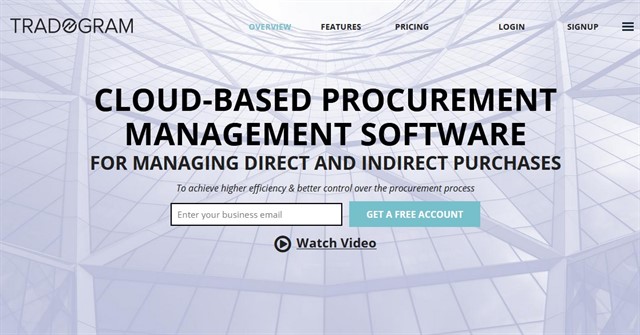 TRADOGRAM
OVERVIEW FEATURES PRICING LOGIN SIGNUP
CLOUD-BASED PROCUREMENT
MANAGEMENT SOFTWARE
FOR MANAGING DIRECT AND INDIRECT PURCHASES
To achieve higher efficiency & better control over the procurement process
Enter your business email GET A FREE ACCOUNT
Watch Video